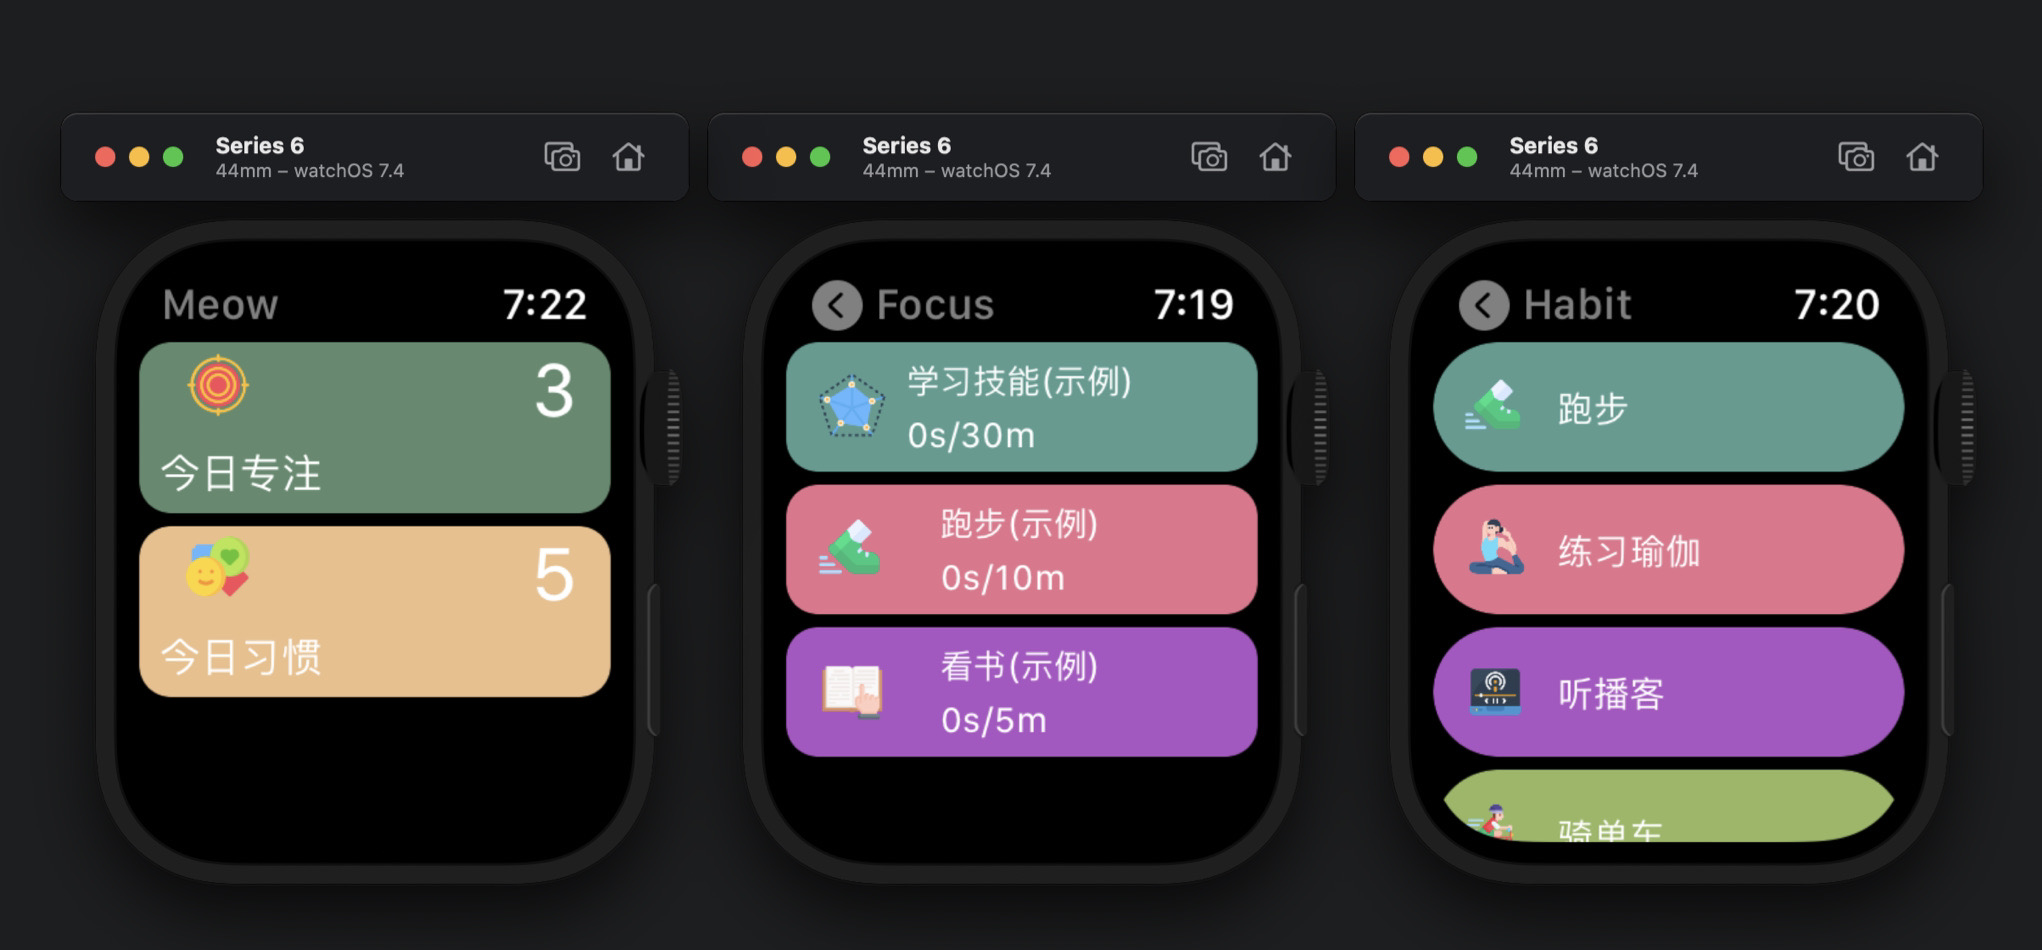 Series 6
44mm – watchOS 7.4
Meow
7:22
3
今日专注
5
今日习惯
Series 6
44mm – watchOS 7.4
Focus
7:19
学习技能(示例)
0s/30m
跑步(示例)
0s/10m
看书(示例)
0s/5m
Series 6
44mm – watchOS 7.4
Habit
7:20
跑步
练习瑜伽
听播客
骑单车